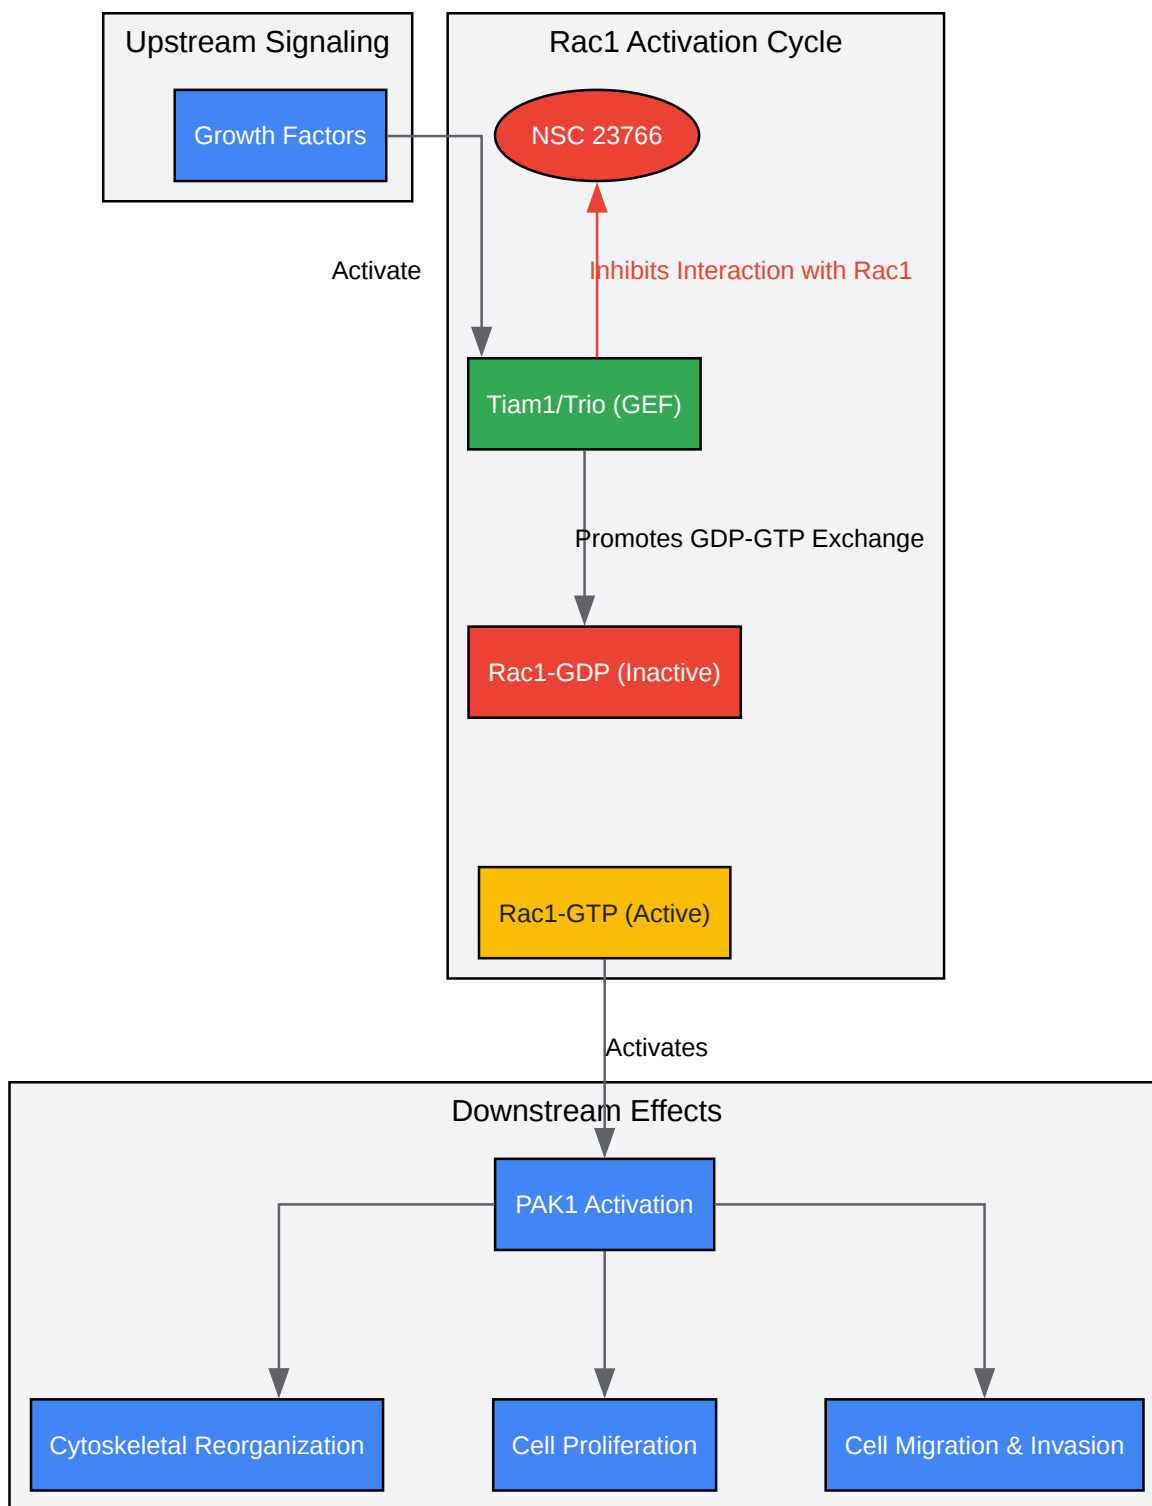 Upstream Signaling
Rac1 Activation Cycle
Growth Factors
NSC 23766
Activate
Inhibits Interaction with Rac1
Tiam1/Trio (GEF)
Promotes GDP-GTP Exchange
Rac1-GDP (Inactive)
Rac1-GTP (Active)
Activates
Downstream Effects
PAK1 Activation
Cytoskeletal Reorganization
Cell Proliferation
Cell Migration & Invasion